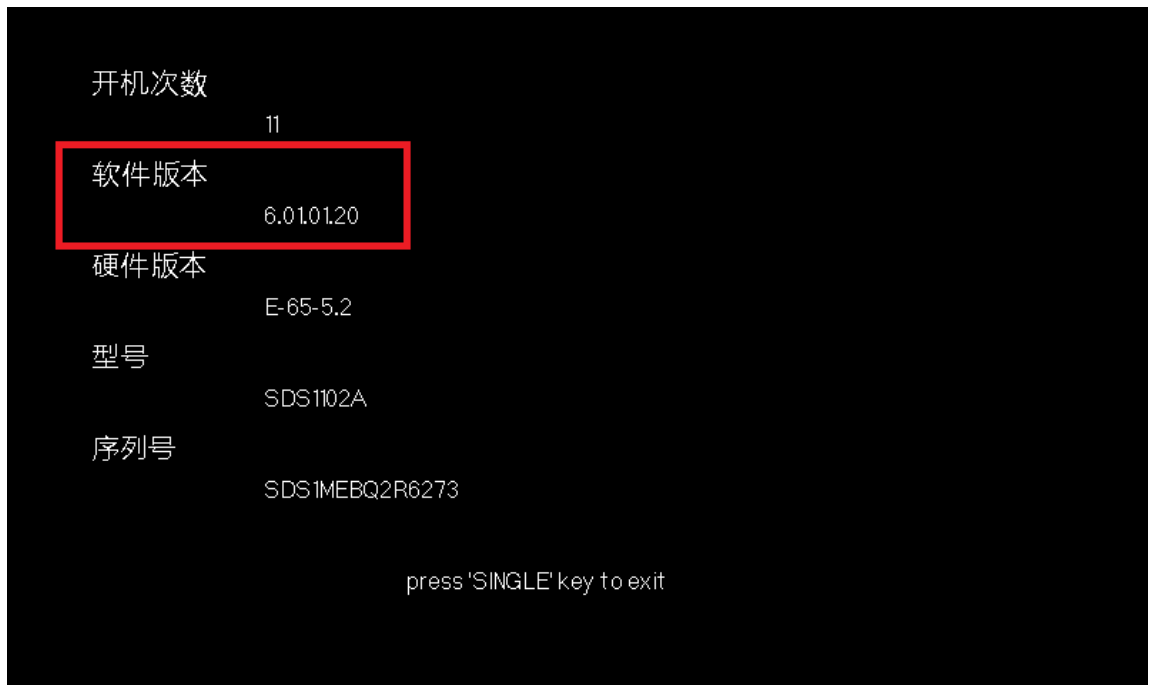 开机次数
11
软件版本
6.01.01.20
硬件版本
E-65-5.2
型号
SDS1102A
序列号
SDS1MEBQ2R6273
press 'SINGLE' key to exit